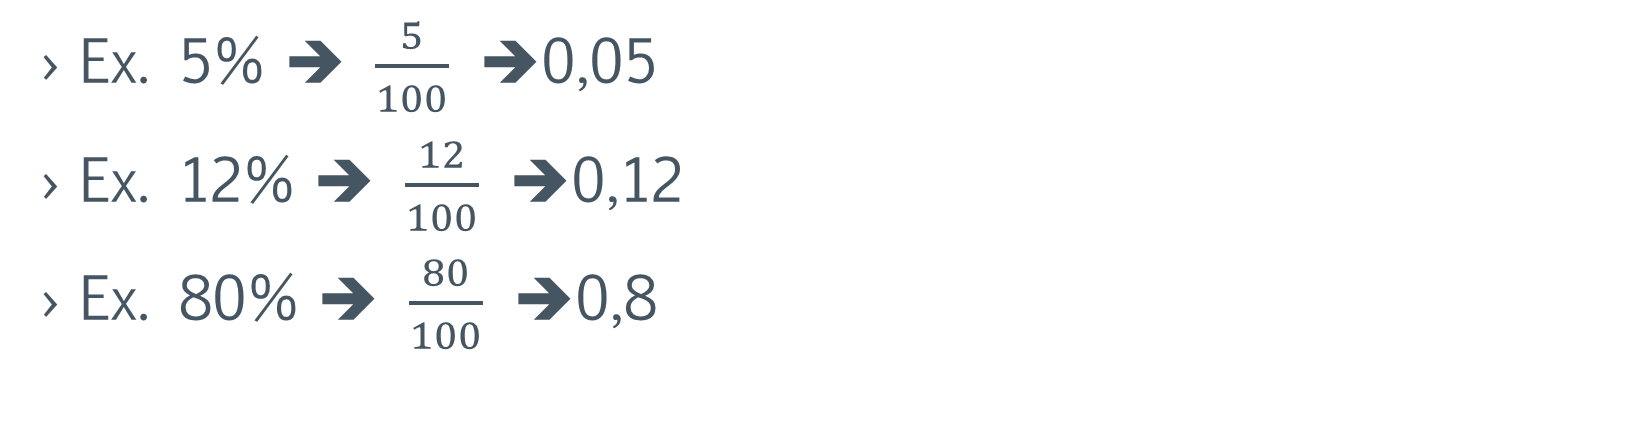 › Ex. 5% ➔ 5/100 ➔ 0,05
› Ex. 12% ➔ 12/100 ➔ 0,12
› Ex. 80% ➔ 80/100 ➔ 0,8